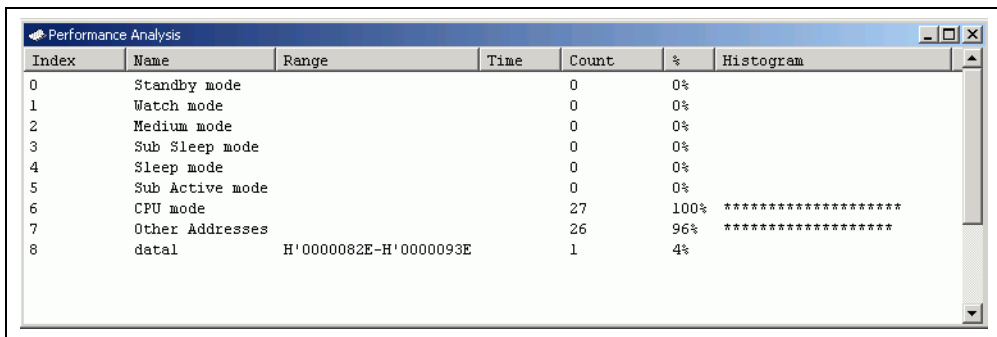 Performance Analysis
Index Name Range Time Count % Histogram
0 Standby mode 0 0%
1 Watch mode 0 0%
2 Medium mode 0 0%
3 Sub Sleep mode 0 0%
4 Sleep mode 0 0%
5 Sub Active mode 0 0%
6 CPU mode 27 100% ********************
7 Other Addresses 26 96% *******************
8 data1 H'0000082E-H'0000093E 1 4%